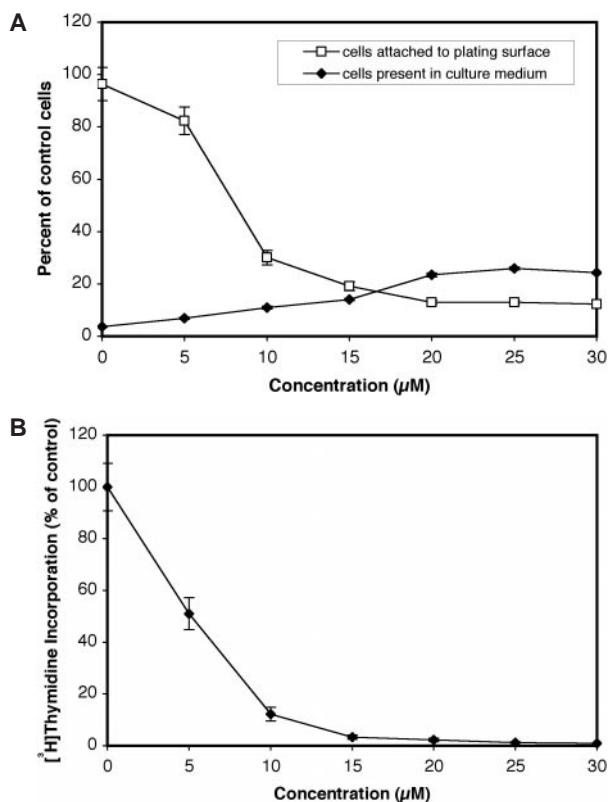 A
120
100
80
60
40
20
0
cells attached to plating surface
cells present in culture medium
Percent of control cells
0 5 10 15 20 25 30
Concentration (µM)
B
120
100
80
60
40
20
0
³[H]Thymidine Incorporation (% of control)
0 5 10 15 20 25 30
Concentration (µM)